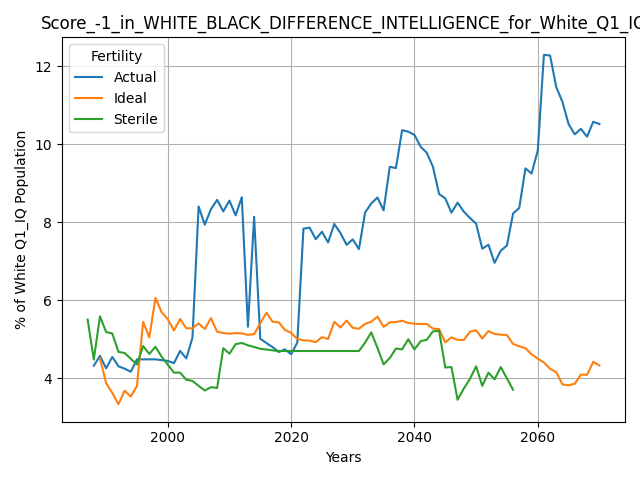 Score_-1_in_WHITE_BLACK_DIFFERENCE_INTELLIGENCE_for_White_Q1_IQ
Fertility
Actual
Ideal
Sterile
% of White Q1_IQ Population
12
10
8
6
4
2000
2020
2040
2060
Years